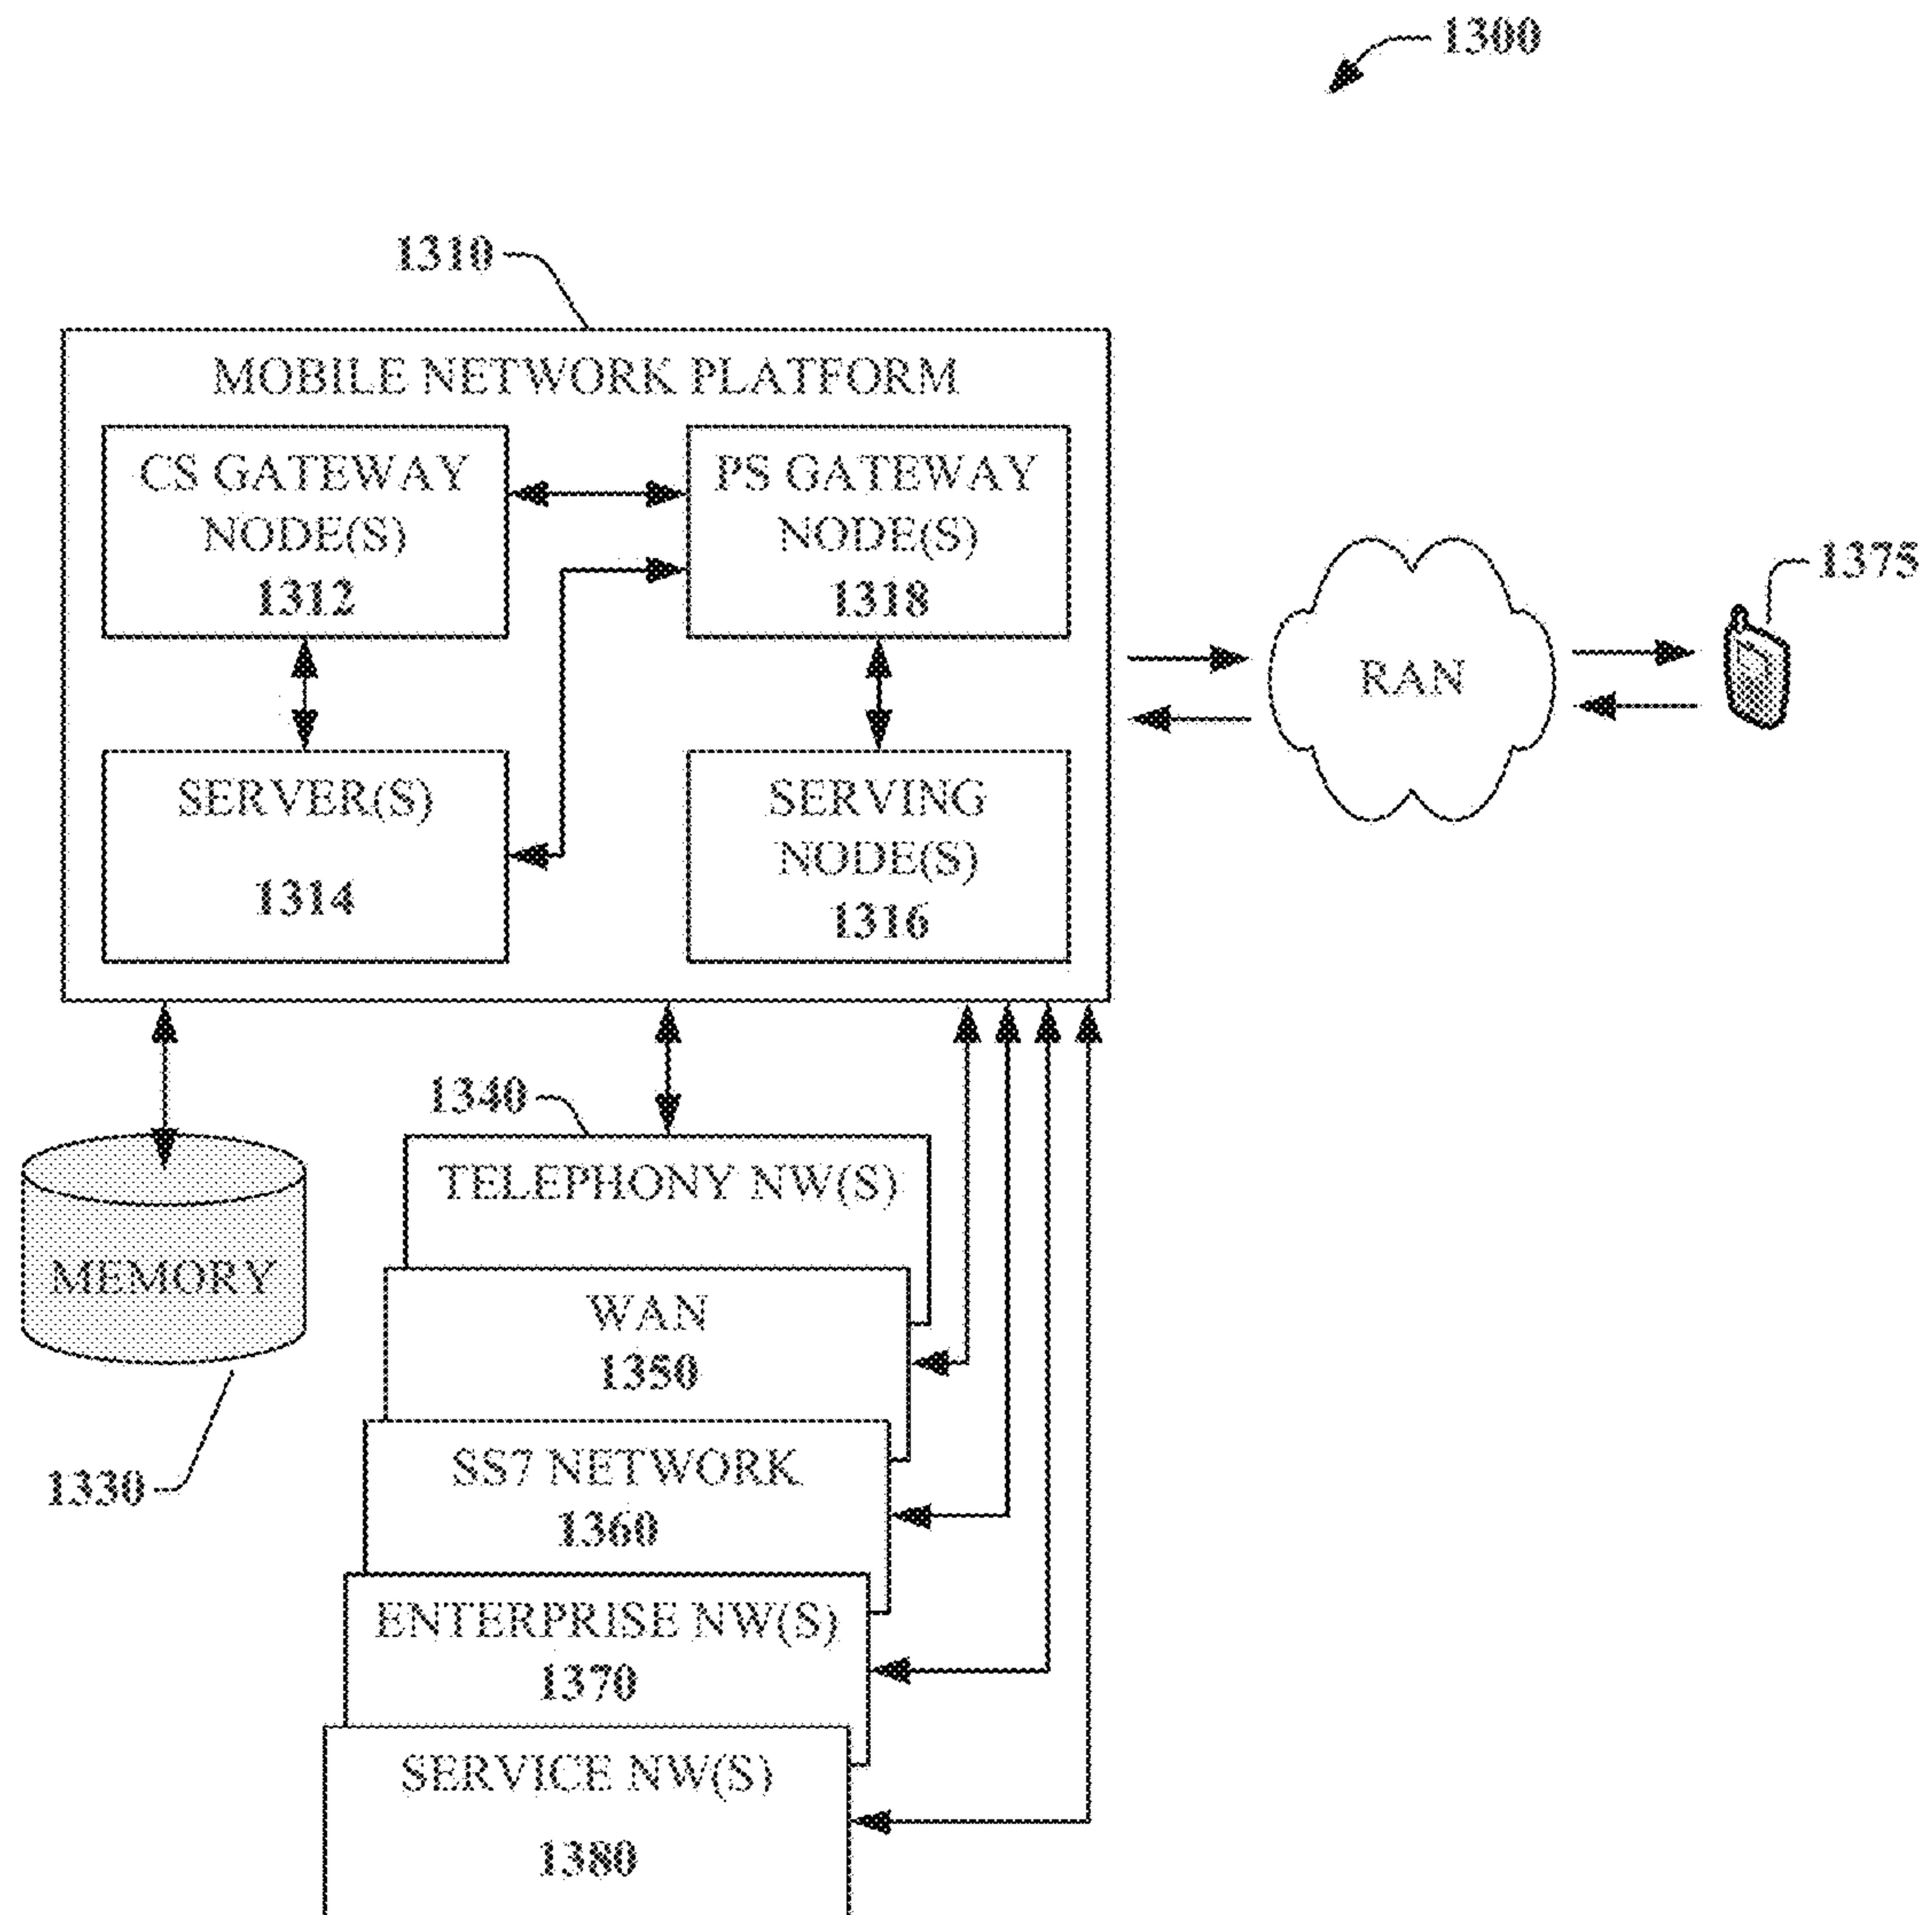 1300
1310
MOBILE NETWORK PLATFORM
CS GATEWAY
NODE(S)
1312
PS GATEWAY
NODE(S)
1318
SERVER(S)
1314
SERVING
NODE(S)
1316
RAN
1375
1340
TELEPHONY NW(S)
MEMORY
1330
WAN
1350
SS7 NETWORK
1360
ENTERPRISE NW(S)
1370
SERVICE NW(S)
1380